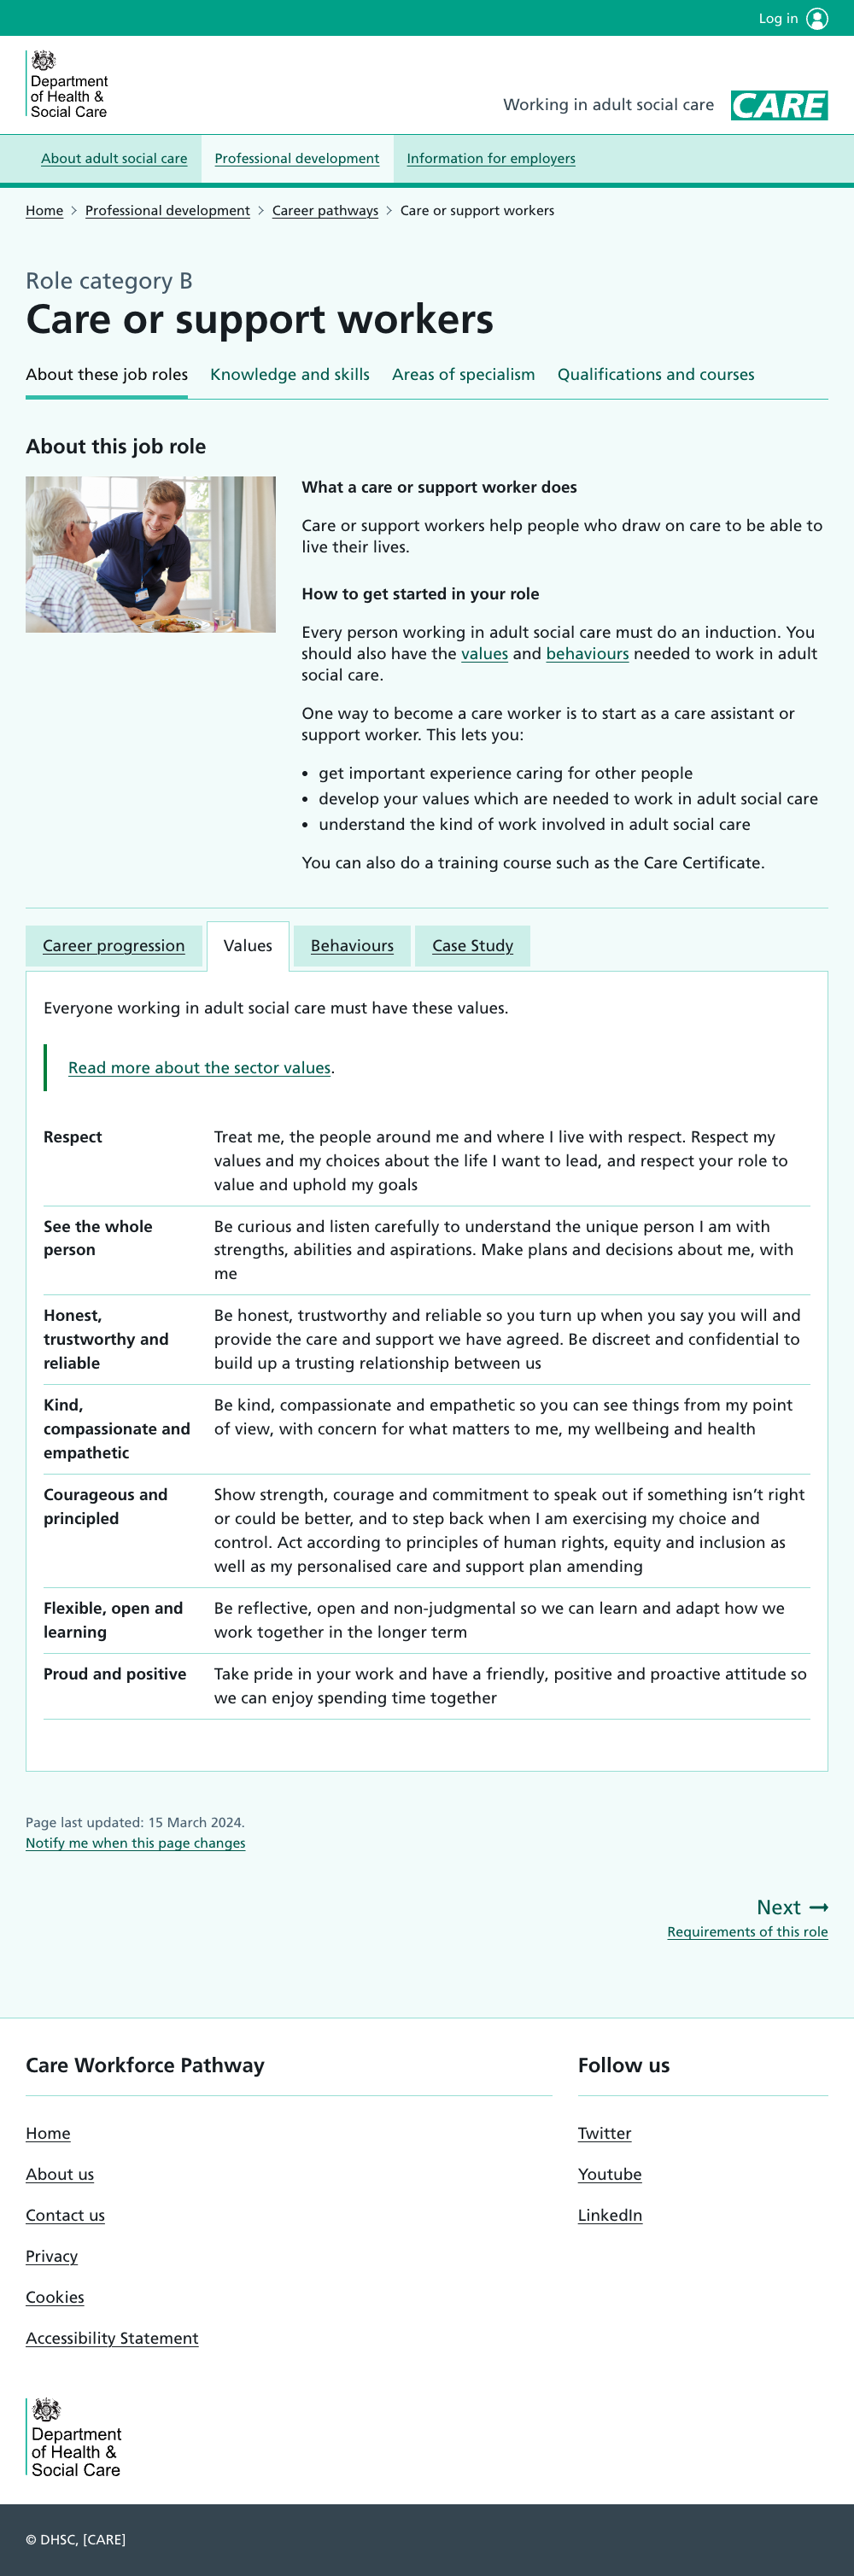 Log in
Department
of Health &
Social Care
Working in adult social care
CARE
About adult social care
Professional development
Information for employers
Home
Professional development
Career pathways
Care or support workers
Role category B
Care or support workers
About these job roles
Knowledge and skills
Areas of specialism
Qualifications and courses
About this job role
What a care or support worker does
Care or support workers help people who draw on care to be able to
live their lives.
How to get started in your role
Every person working in adult social care must do an induction. You
should also have the values and behaviours needed to work in adult
social care.
One way to become a care worker is to start as a care assistant or
support worker. This lets you:
• get important experience caring for other people
• develop your values which are needed to work in adult social care
• understand the kind of work involved in adult social care
You can also do a training course such as the Care Certificate.
Career progression
Values
Behaviours
Case Study
Everyone working in adult social care must have these values.
Read more about the sector values.
Respect
Treat me, the people around me and where I live with respect. Respect my
values and my choices about the life I want to lead, and respect your role to
value and uphold my goals
See the whole
person
Be curious and listen carefully to understand the unique person I am with
strengths, abilities and aspirations. Make plans and decisions about me, with
me
Honest,
trustworthy and
reliable
Be honest, trustworthy and reliable so you turn up when you say you will and
provide the care and support we have agreed. Be discreet and confidential to
build up a trusting relationship between us
Kind,
compassionate and
empathetic
Be kind, compassionate and empathetic so you can see things from my point
of view, with concern for what matters to me, my wellbeing and health
Courageous and
principled
Show strength, courage and commitment to speak out if something isn’t right
or could be better, and to step back when I am exercising my choice and
control. Act according to principles of human rights, equity and inclusion as
well as my personalised care and support plan amending
Flexible, open and
learning
Be reflective, open and non-judgmental so we can learn and adapt how we
work together in the longer term
Proud and positive
Take pride in your work and have a friendly, positive and proactive attitude so
we can enjoy spending time together
Page last updated: 15 March 2024.
Notify me when this page changes
Next
Requirements of this role
Care Workforce Pathway
Home
About us
Contact us
Privacy
Cookies
Accessibility Statement
Follow us
Twitter
Youtube
LinkedIn
Department
of Health &
Social Care
© DHSC, [CARE]